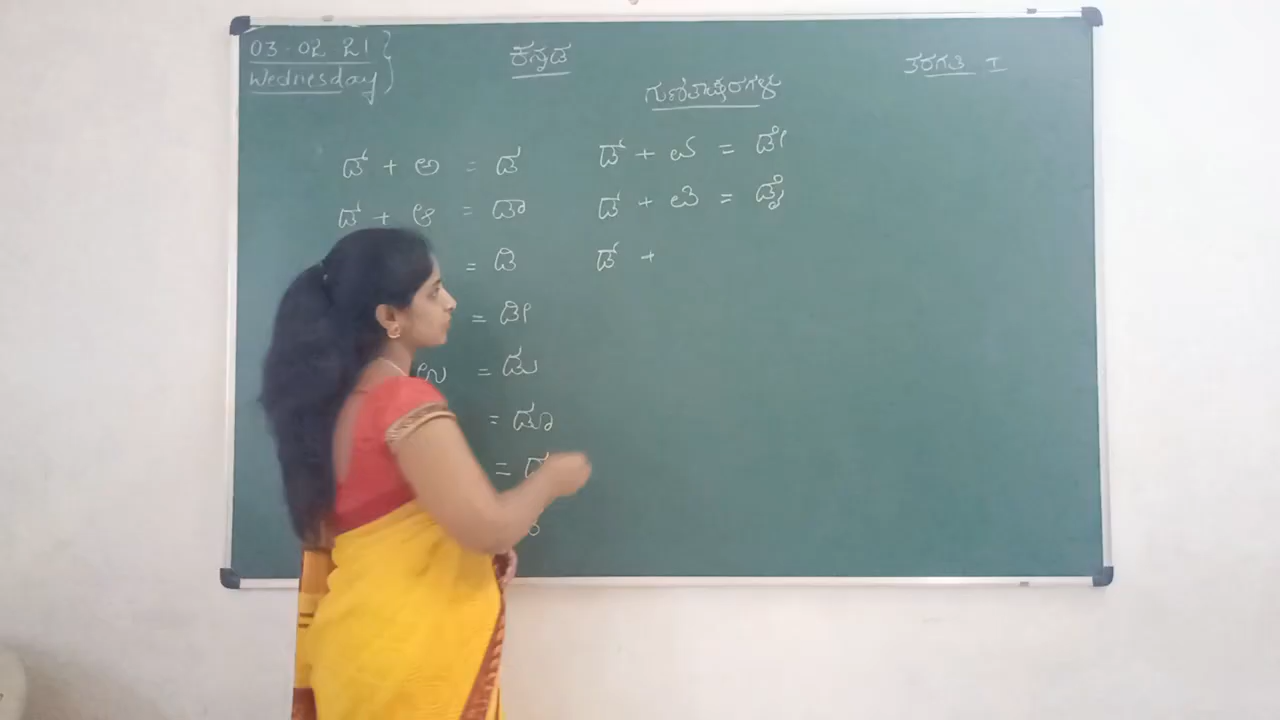 03-02 21
Wednesday
ಕನ್ನಡ
ತರಗತಿ I
ಗುಣಿತಾಕ್ಷರಗಳು
ಡ್ + ಅ = ಡ
ಡ್ + ಆ = ಡಾ
= ಡಿ
= ಡೀ
= ಡು
= ಡೂ
=
ಡ್ + ಏ = ಡೇ
ಡ್ + ಐ = ಡೈ
ಡ್ +